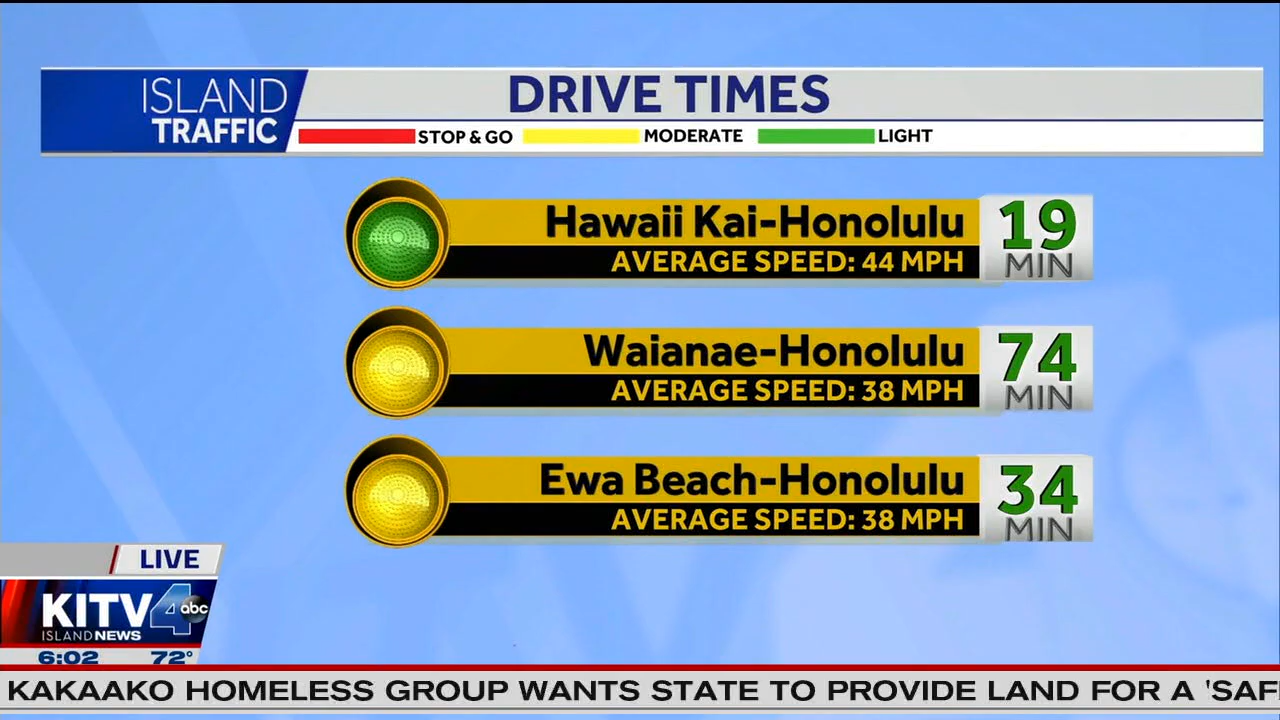 ISLAND
TRAFFIC
DRIVE TIMES
STOP & GO
MODERATE
LIGHT
Hawaii Kai-Honolulu
AVERAGE SPEED: 44 MPH
19
MIN
Waianae-Honolulu
AVERAGE SPEED: 38 MPH
74
MIN
Ewa Beach-Honolulu
AVERAGE SPEED: 38 MPH
34
MIN
LIVE
KITV4 abc
ISLAND NEWS
6:02 72°
KAKAAKO HOMELESS GROUP WANTS STATE TO PROVIDE LAND FOR A 'SAF